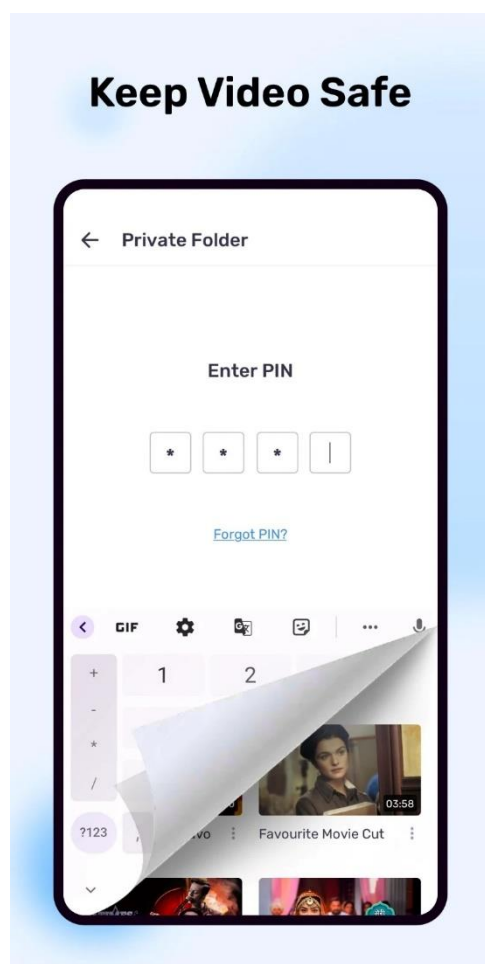 Keep Video Safe
Private Folder
Enter PIN
* * *
Forgot PIN?
GIF
+ 1 2
-
*
/
03:58
?123 ,
Favourite Movie Cut